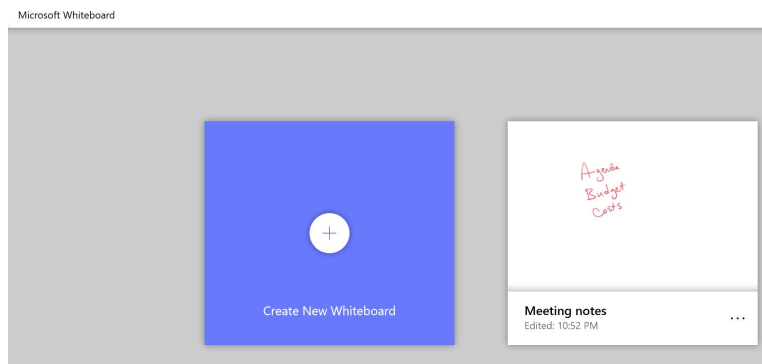 Microsoft Whiteboard
Agenda
Budget
Costs
Create New Whiteboard
Meeting notes
Edited: 10:52 PM